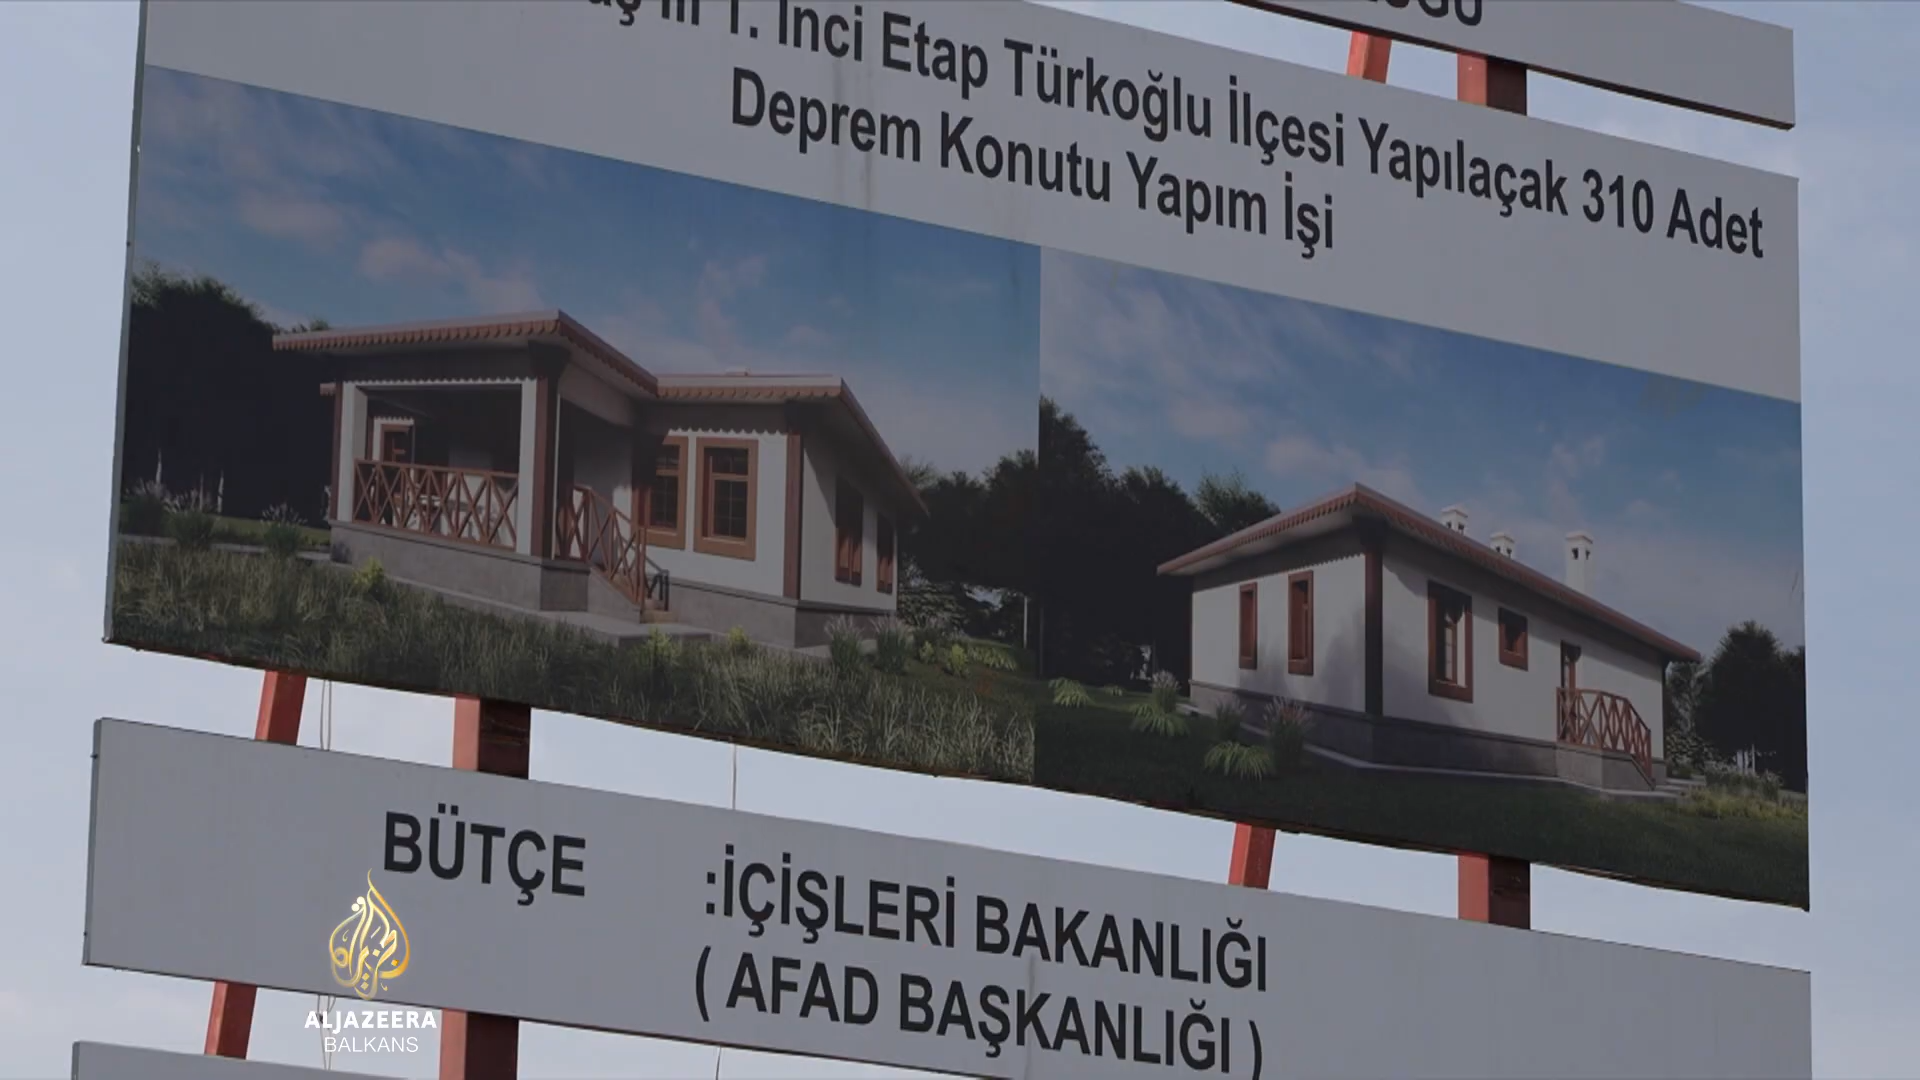 1. İnci Etap Türkoğlu İlçesi Yapılaçak 310 Adet
Deprem Konutu Yapım İşi
BÜTÇE :İÇİŞLERİ BAKANLIĞI
( AFAD BAŞKANLIĞI )
ALJAZEERA
BALKANS